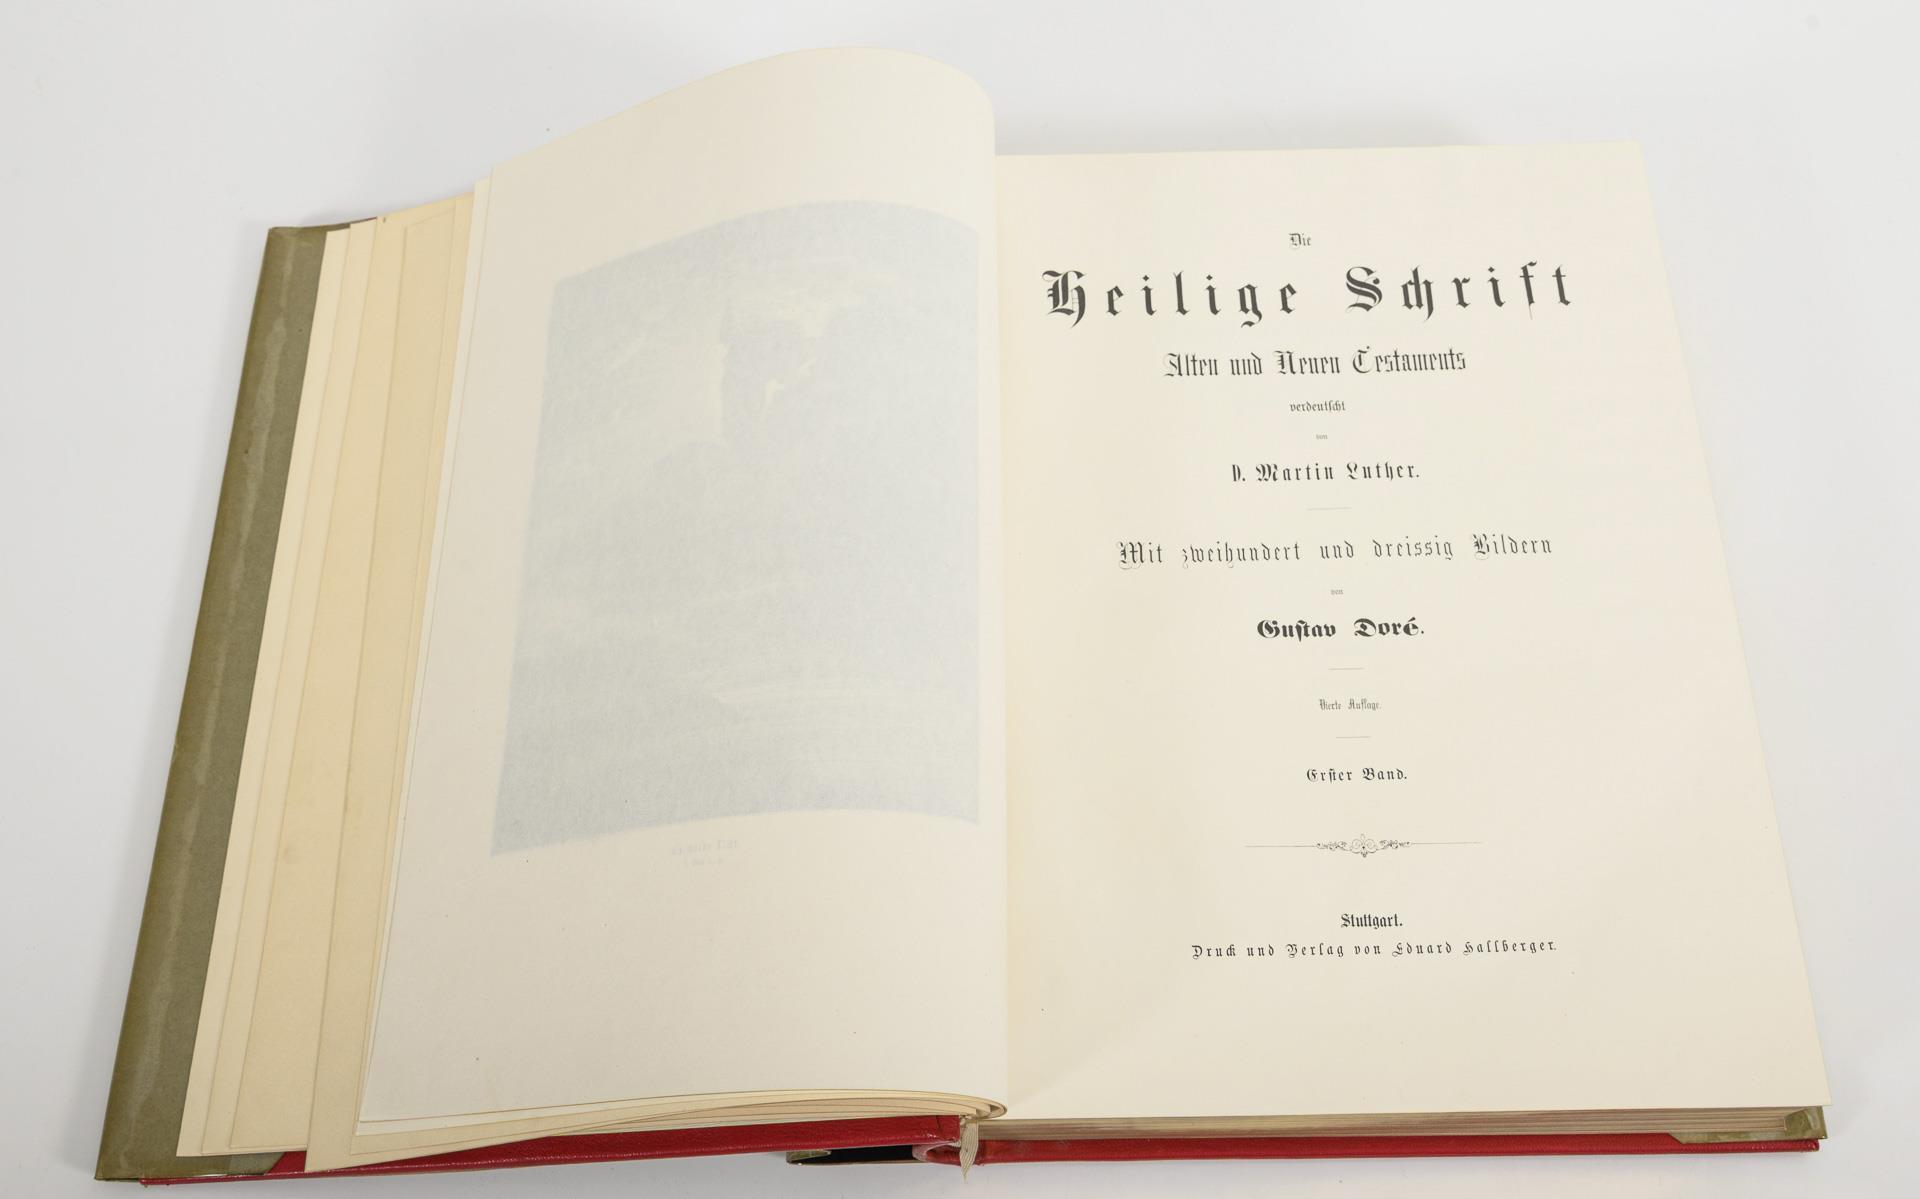 Die
Heilige Schrift
Alten und Neuen Testaments
verdeutscht
von
D. Martin Luther.
Mit zweihundert und dreissig Bildern
von
Gustav Doré.
Vierte Auflage.
Erster Band.
Stuttgart.
Druck und Verlag von Eduard Hallberger.